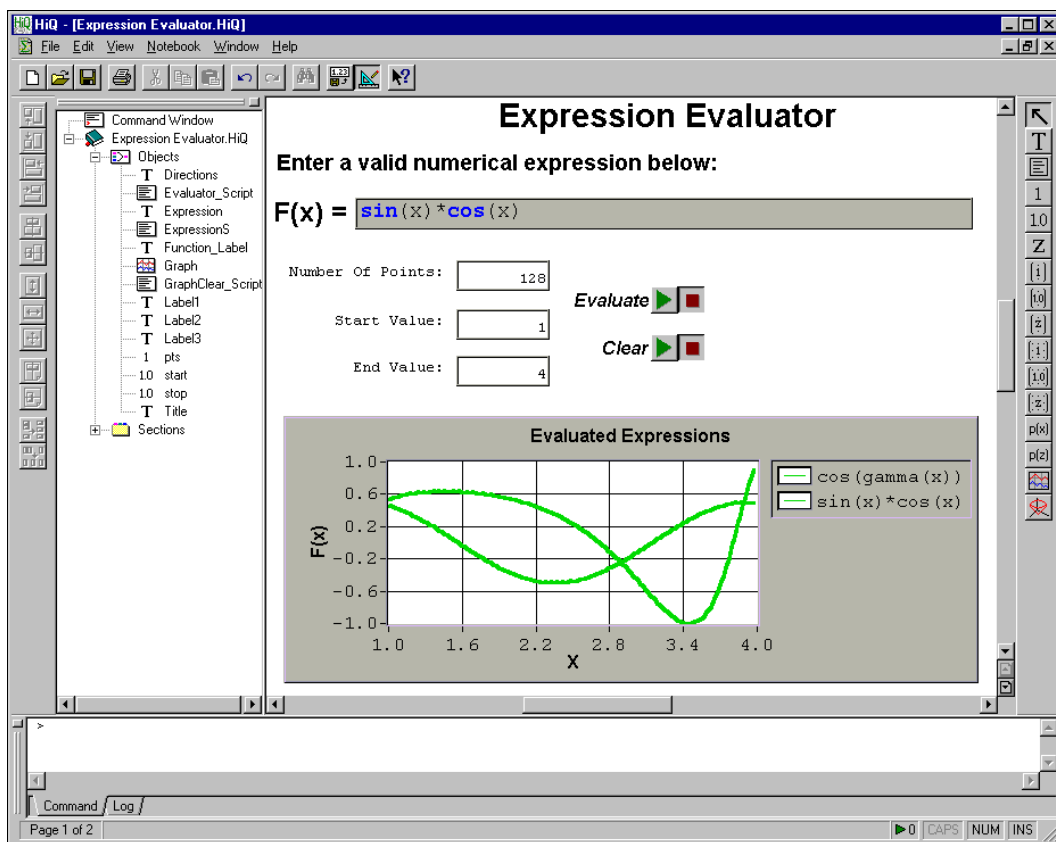 HiQ - [Expression Evaluator.HiQ]
File Edit View Notebook Window Help
Command Window
Expression Evaluator.HiQ
Objects
T Directions
Evaluator_Script
T Expression
ExpressionS
T Function_Label
Graph
GraphClear_Script
T Label1
T Label2
T Label3
1 pts
1.0 start
1.0 stop
T Title
Sections
Expression Evaluator
Enter a valid numerical expression below:
F(x) = sin(x)*cos(x)
Number Of Points: 128
Start Value: 1
End Value: 4
Evaluate
Clear
Evaluated Expressions
F(x)
1.0
0.6
0.2
-0.2
-0.6
-1.0
1.0 1.6 2.2 2.8 3.4 4.0
X
cos(gamma(x))
sin(x)*cos(x)
T
1
1.0
Z
[i]
[1.0]
[z]
[:i:]
[1.0]
[:z:]
p(x)
p(z)
>
Command Log
Page 1 of 2
0 CAPS NUM INS